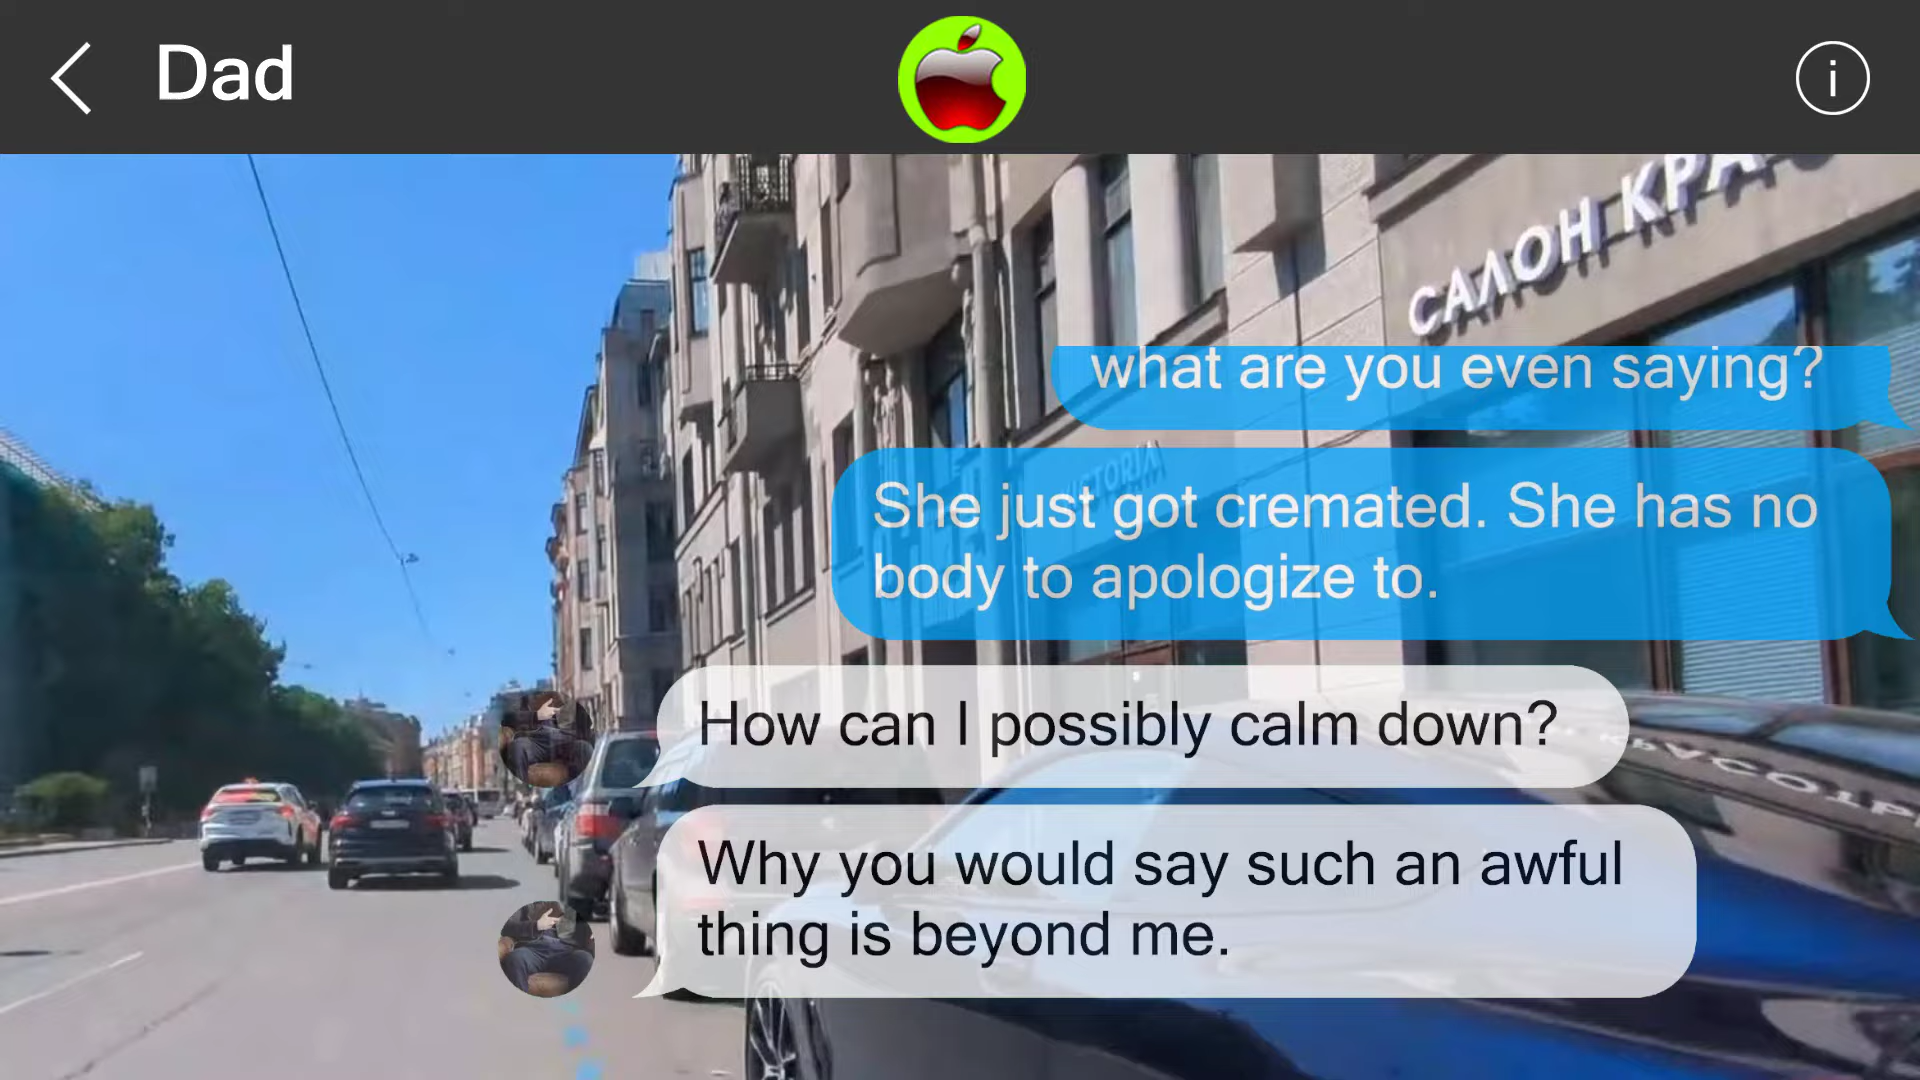 Dad
i
САЛОН КРА
what are you even saying?
She just got cremated. She has no
body to apologize to.
How can I possibly calm down?
Why you would say such an awful
thing is beyond me.